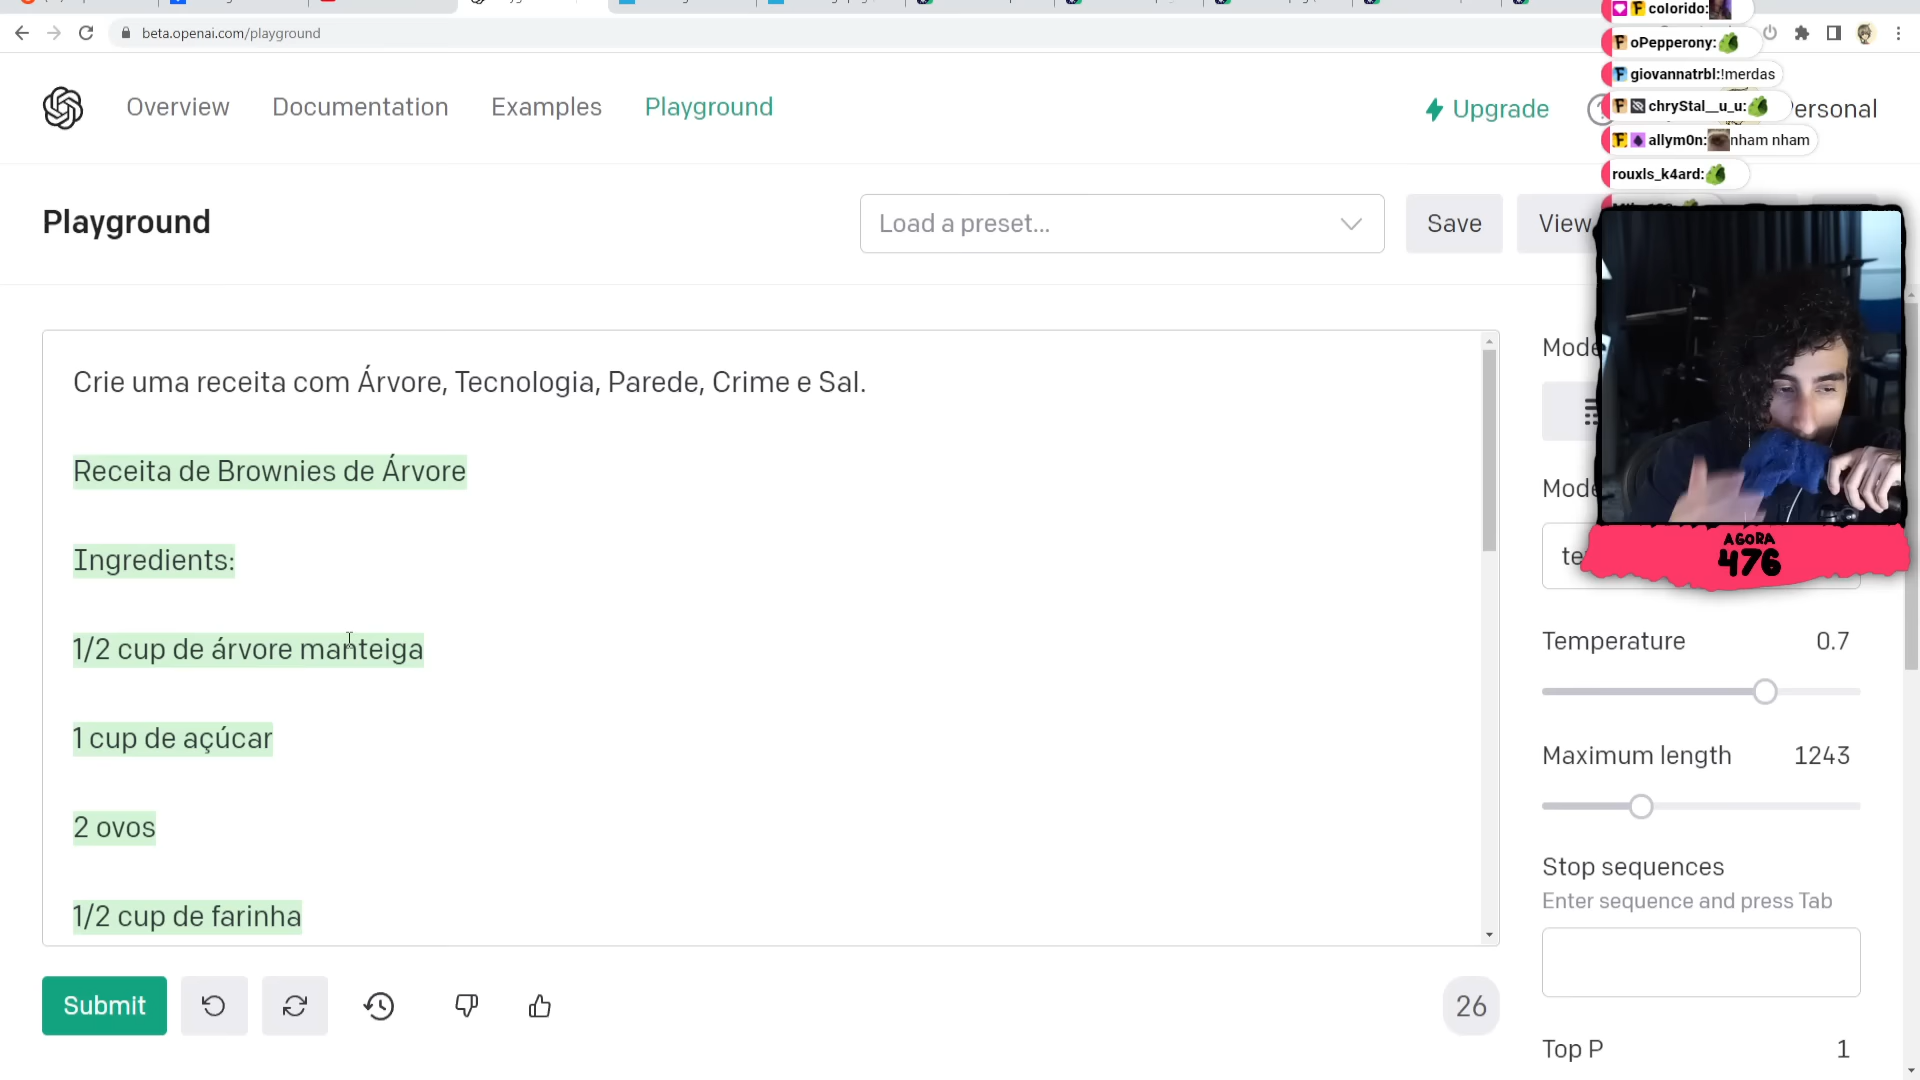 beta.openai.com/playground
Overview
Documentation
Examples
Playground
Upgrade
ersonal
colorido:
oPepperony:
giovannatrbl:!merdas
chryStal__u_u:
allym0n: nham nham
rouxls_k4ard:
Playground
Load a preset...
Save
View
Crie uma receita com Árvore, Tecnologia, Parede, Crime e Sal.
Receita de Brownies de Árvore
Ingredients:
1/2 cup de árvore manteiga
1 cup de açúcar
2 ovos
1/2 cup de farinha
Mode
Mode
te
AGORA
476
Temperature 0.7
Maximum length 1243
Stop sequences
Enter sequence and press Tab
Top P 1
Submit
26